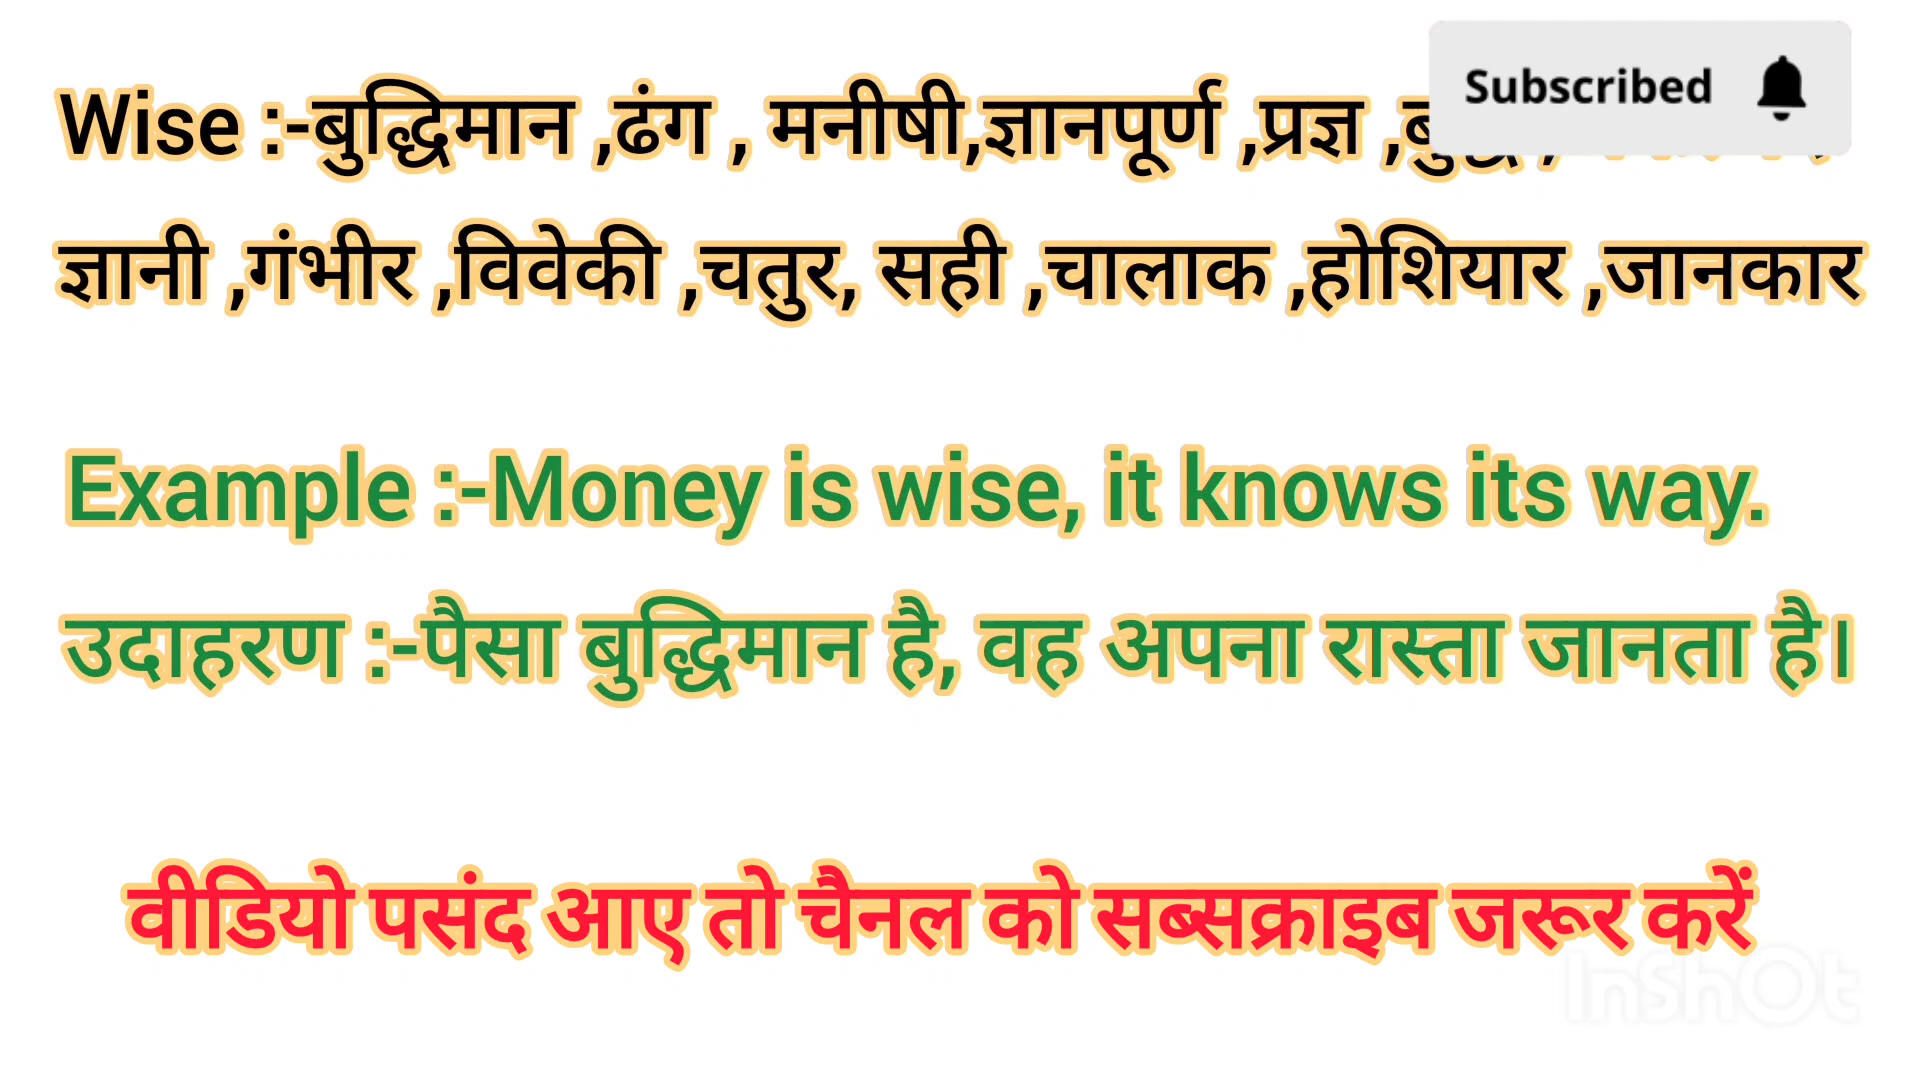 Subscribed
Wise :-बुद्धिमान ,ढंग , मनीषी,ज्ञानपूर्ण ,प्रज्ञ ,
ज्ञानी ,गंभीर ,विवेकी ,चतुर, सही ,चालाक ,होशियार ,जानकार
Example :-Money is wise, it knows its way.
उदाहरण :-पैसा बुद्धिमान है, वह अपना रास्ता जानता है।
वीडियो पसंद आए तो चैनल को सब्सक्राइब जरूर करें
InShOt